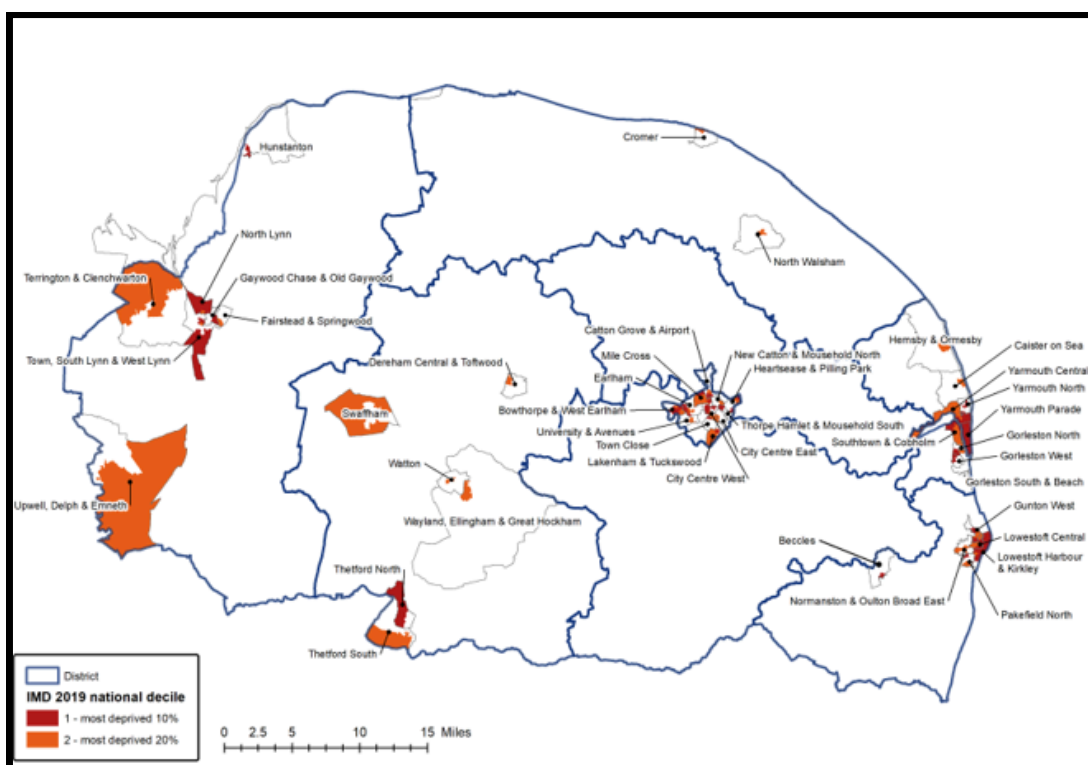 Cromer
Hunstanton
North Lynn
North Walsham
Terrington & Clenchwarton
Gaywood Chase & Old Gaywood
Fairstead & Springwood
Town, South Lynn & West Lynn
Catton Grove & Airport
Mile Cross
New Catton & Mousehold North
Heartsease & Pilling Park
Earlham
Dereham Central & Toftwood
Bowthorpe & West Earlham
University & Avenues
Town Close
Lakenham & Tuckswood
Thorpe Hamlet & Mousehold South
City Centre East
City Centre West
Hemsby & Ormesby
Caister on Sea
Yarmouth Central
Yarmouth North
Yarmouth Parade
Southtown & Cobholm
Gorleston North
Gorleston West
Gorleston South & Beach
Swaffham
Watton
Upwell, Delph & Emneth
Wayland, Ellingham & Great Hockham
Gunton West
Lowestoft Central
Lowestoft Harbour
& Kirkley
Beccles
Normanston & Oulton Broad East
Pakefield North
Thetford North
Thetford South
District
IMD 2019 national decile
1 - most deprived 10%
2 - most deprived 20%
0 2.5 5 10 15 Miles